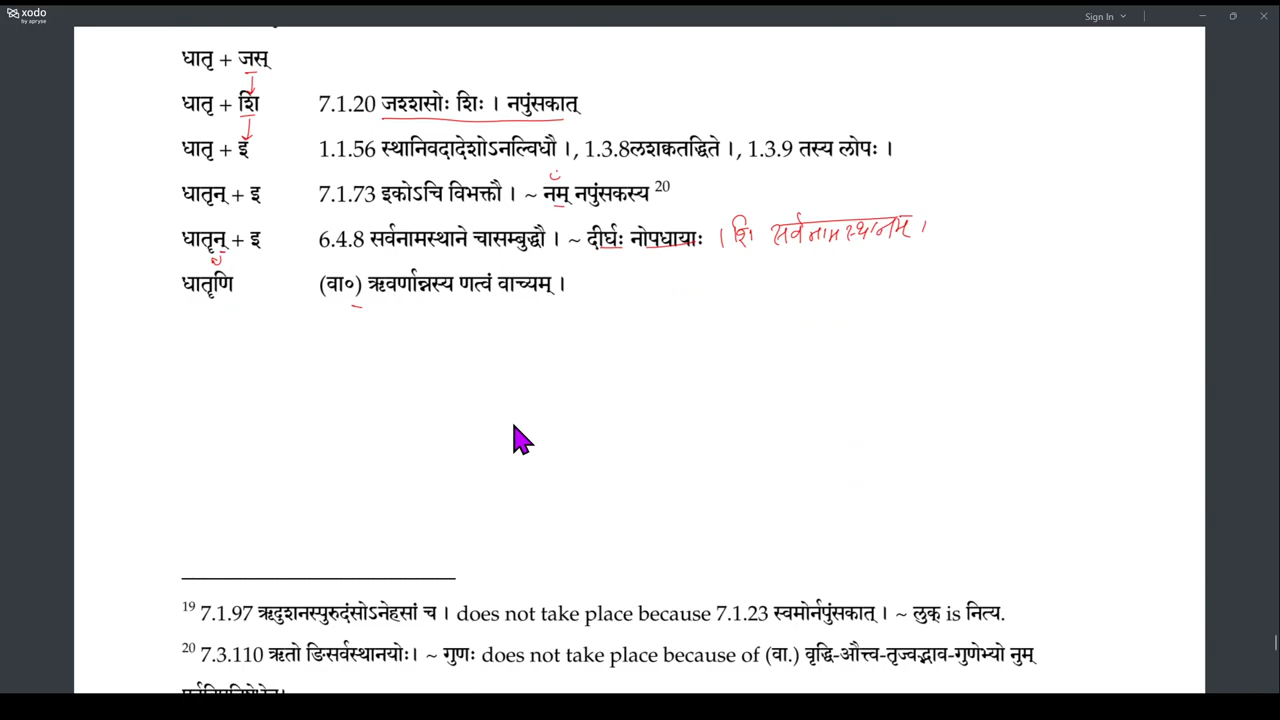 xodo
by apryse
Sign In
धातृ + जस्
धातृ + शि 7.1.20 जश्शसोः शिः । नपुंसकात्
धातृ + इ 1.1.56 स्थानिवदादेशोऽनल्विधौ ।, 1.3.8लशक्वतद्धिते ।, 1.3.9 तस्य लोपः ।
धातृन् + इ 7.1.73 इकोऽचि विभक्तौ । ~ नम् नपुंसकस्य 20
धातॄन् + इ 6.4.8 सर्वनामस्थाने चासम्बुद्धौ । ~ दीर्घः नोपधायाः । शि सर्वनामस्थानम् ।
धातॄणि (वा०) ऋवर्णान्नस्य णत्वं वाच्यम् ।
19 7.1.97 ऋदुशनस्पुरुदंसोऽनेहसां च । does not take place because 7.1.23 स्वमोर्नपुंसकात् । ~ लुक् is नित्य.
20 7.3.110 ऋतो ङिसर्वस्थानयोः। ~ गुणः does not take place because of (वा.) वृद्धि-औत्त्व-तृज्वद्भाव-गुणेभ्यो नुम्